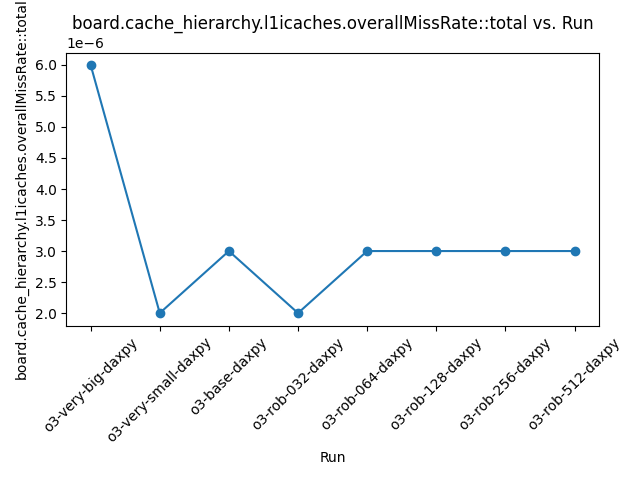 board.cache_hierarchy.l1icaches.overallMissRate::total vs. Run
1e−6
board.cache_hierarchy.l1icaches.overallMissRate::total
6.0
5.5
5.0
4.5
4.0
3.5
3.0
2.5
2.0
o3-very-big-daxpy
o3-very-small-daxpy
o3-base-daxpy
o3-rob-032-daxpy
o3-rob-064-daxpy
o3-rob-128-daxpy
o3-rob-256-daxpy
o3-rob-512-daxpy
Run